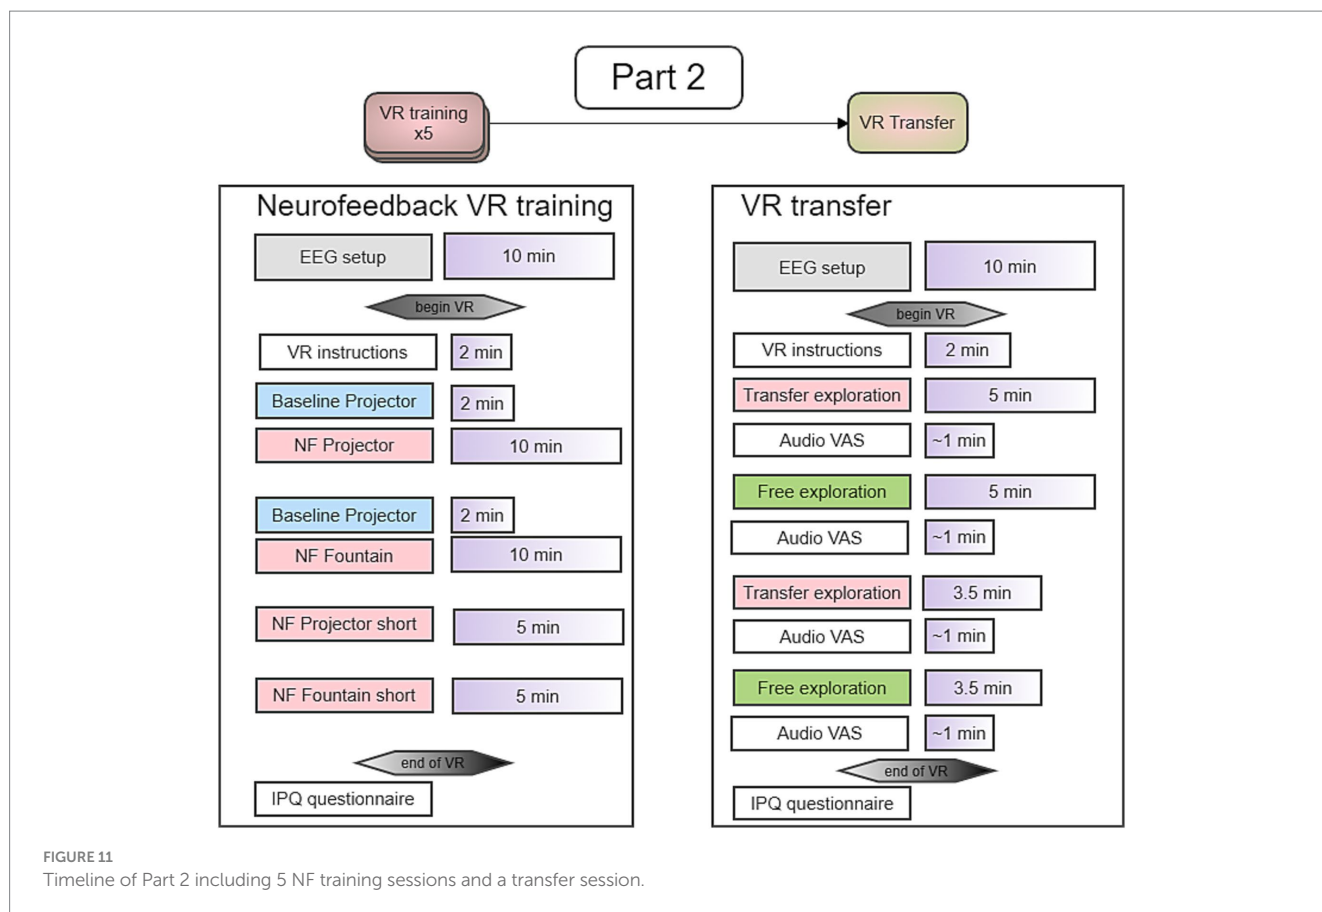 Part 2
VR training
x5
VR Transfer
Neurofeedback VR training
EEG setup
10 min
begin VR
VR instructions
2 min
Baseline Projector
2 min
NF Projector
10 min
Baseline Projector
2 min
NF Fountain
10 min
NF Projector short
5 min
NF Fountain short
5 min
end of VR
IPQ questionnaire
VR transfer
EEG setup
10 min
begin VR
VR instructions
2 min
Transfer exploration
5 min
Audio VAS
~1 min
Free exploration
5 min
Audio VAS
~1 min
Transfer exploration
3.5 min
Audio VAS
~1 min
Free exploration
3.5 min
Audio VAS
~1 min
end of VR
IPQ questionnaire
FIGURE 11
Timeline of Part 2 including 5 NF training sessions and a transfer session.